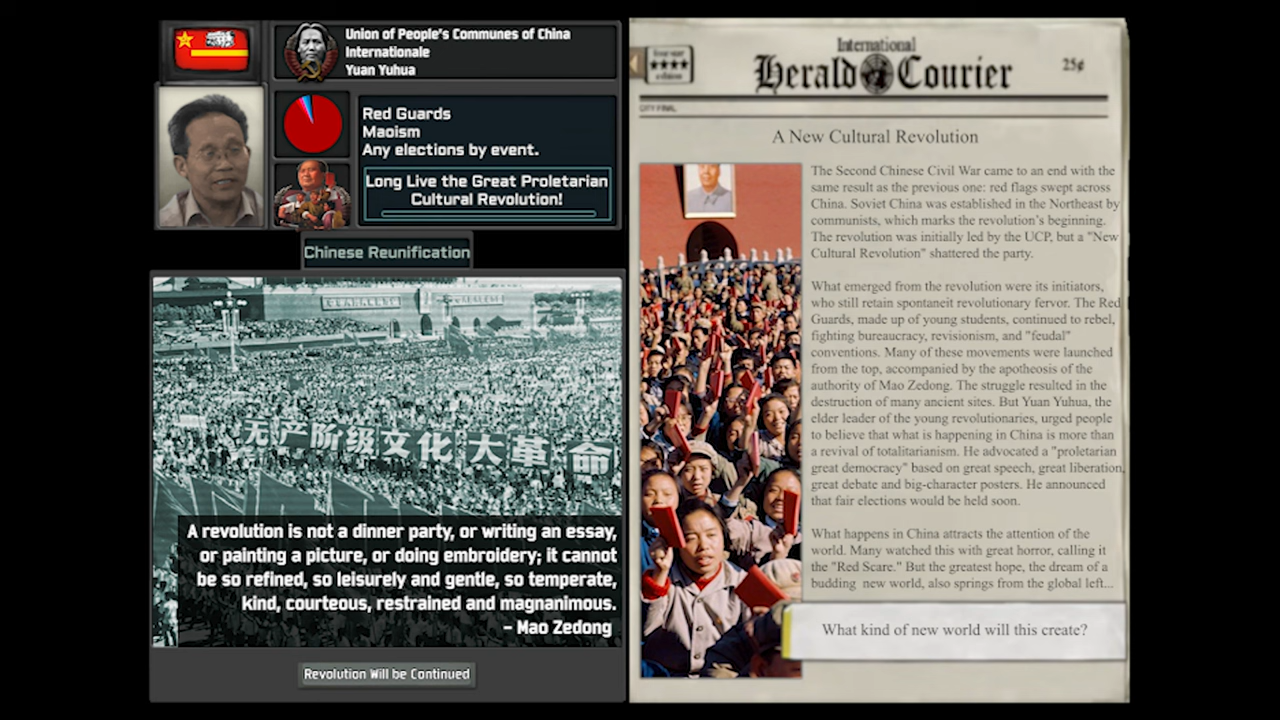 Union of People's Communes of China
Internationale
Yuan Yuhua
Red Guards
Maoism
Any elections by event.
Long Live the Great Proletarian
Cultural Revolution!
Chinese Reunification
无产阶级文化大革命
A revolution is not a dinner party, or writing an essay,
or painting a picture, or doing embroidery; it cannot
be so refined, so leisurely and gentle, so temperate,
kind, courteous, restrained and magnanimous.
– Mao Zedong
Revolution Will be Continued
International
Herald Courier
25¢
CITY FINAL
A New Cultural Revolution
The Second Chinese Civil War came to an end with the
same result as the previous one: red flags swept across
China. Soviet China was established in the Northeast by
communists, which marks the revolution's beginning.
The revolution was initially led by the UCP, but a "New
Cultural Revolution" shattered the party.
What emerged from the revolution were its initiators,
who still retain spontaneit revolutionary fervor. The Red
Guards, made up of young students, continued to rebel,
fighting bureaucracy, revisionism, and "feudal"
conventions. Many of these movements were launched
from the top, accompanied by the apotheosis of the
authority of Mao Zedong. The struggle resulted in the
destruction of many ancient sites. But Yuan Yuhua, the
elder leader of the young revolutionaries, urged people
to believe that what is happening in China is more than
a revival of totalitarianism. He advocated a "proletarian
great democracy" based on great speech, great liberation,
great debate and big-character posters. He announced
that fair elections would be held soon.
What happens in China attracts the attention of the
world. Many watched this with great horror, calling it
the "Red Scare." But the greatest hope, the dream of a
budding new world, also springs from the global left...
What kind of new world will this create?